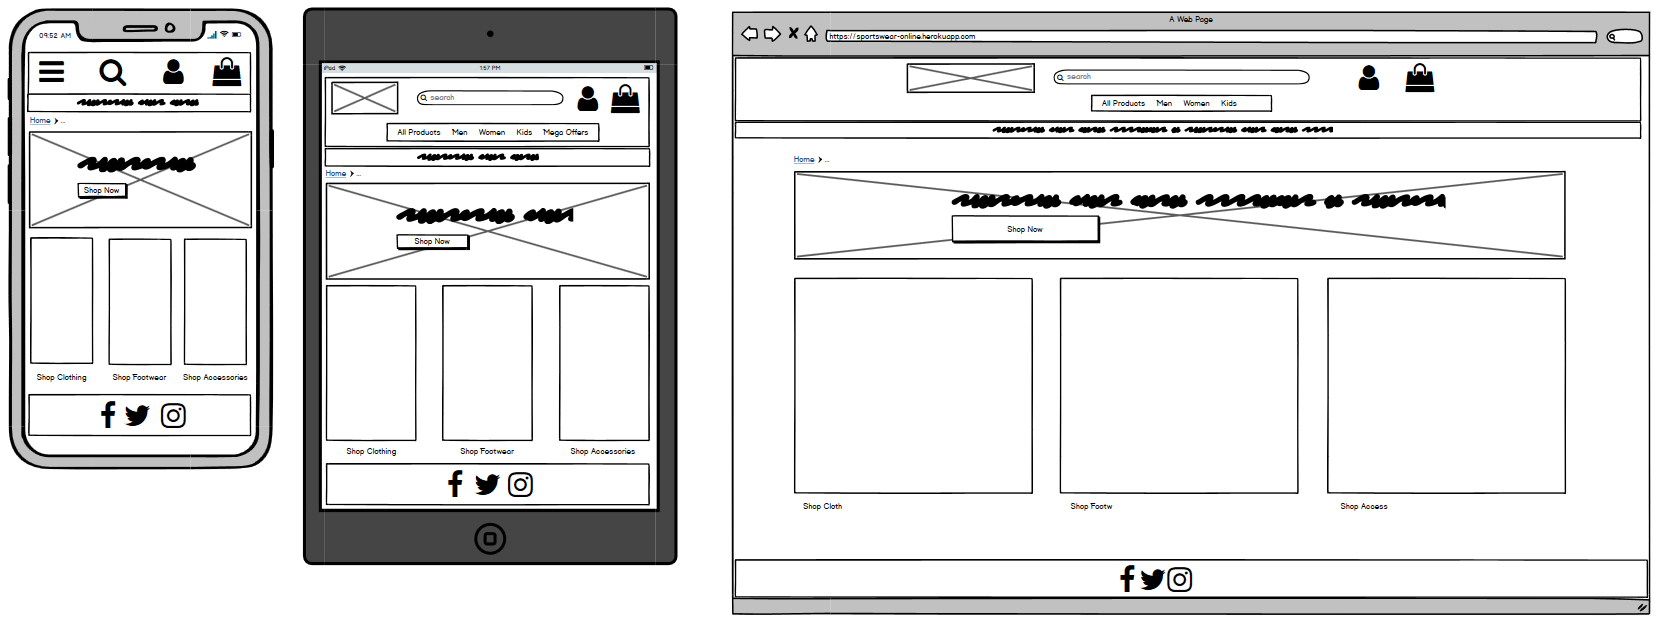 09:52 AM
Home > ...
Shop Now
Shop Clothing Shop Footwear Shop Accessories
iPad 1:57 PM
search
All Products Men Women Kids Mega Offers
Home > ...
Shop Now
Shop Clothing Shop Footwear Shop Accessories
A Web Page
https://sportswear-online.herokuapp.com
search
All Products Men Women Kids
Home > ...
Shop Now
Shop Cloth Shop Footw Shop Access